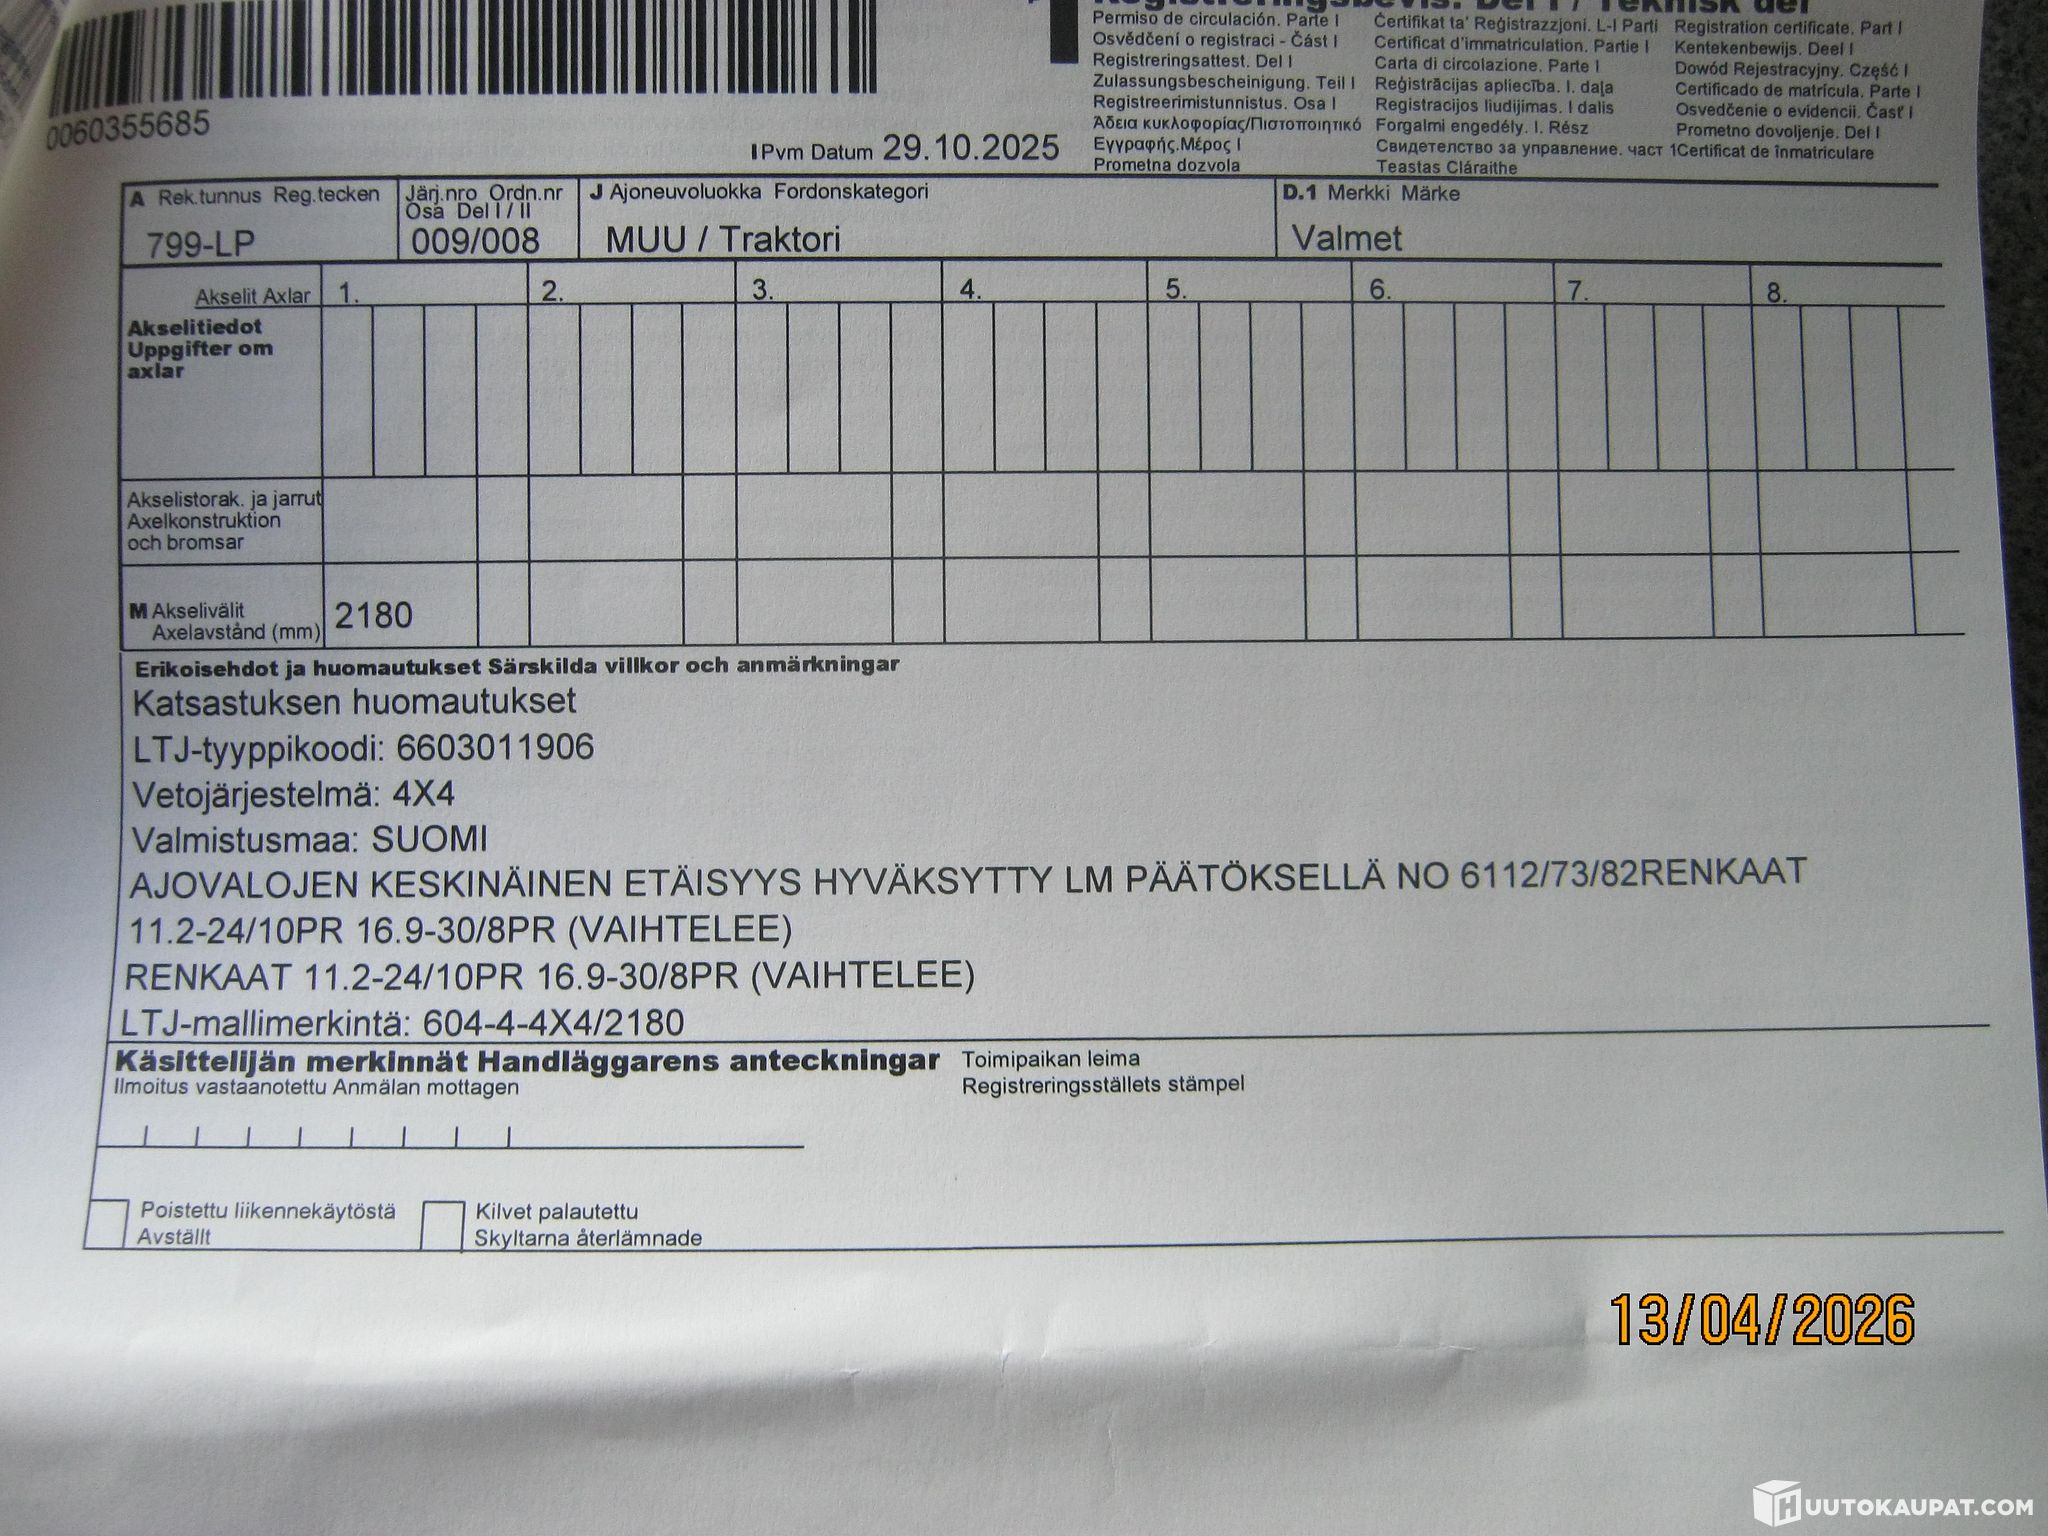 Registreringsbevis. Del I / Teknisk del
Permiso de circulación. Parte I
Osvědčení o registraci - Část I
Registreringsattest. Del I
Zulassungsbescheinigung. Teil I
Registreerimistunnistus. Osa I
Άδεια κυκλοφορίας/Πιστοποιητικό
Εγγραφής.Μέρος I
Prometna dozvola
Ċertifikat ta' Reġistrazzjoni. L-I Parti
Certificat d'immatriculation. Partie I
Carta di circolazione. Parte I
Reģistrācijas apliecība. I. daļa
Registracijos liudijimas. I dalis
Forgalmi engedély. I. Rész
Свидетелство за управление. част 1
Teastas Cláraithe
Registration certificate. Part I
Kentekenbewijs. Deel I
Dowód Rejestracyjny. Część I
Certificado de matrícula. Parte I
Osvedčenie o evidencii. Časť I
Prometno dovoljenje. Del I
Certificat de înmatriculare
0060355685
I Pvm Datum 29.10.2025
A Rek.tunnus Reg.tecken
799-LP
Järj.nro Ordn.nr
Osa Del I / II
009/008
J Ajoneuvoluokka Fordonskategori
MUU / Traktori
D.1 Merkki Märke
Valmet
Akselit Axlar 1. 2. 3. 4. 5. 6. 7. 8.
Akselitiedot
Uppgifter om
axlar
Akselistorak. ja jarrut
Axelkonstruktion
och bromsar
M Akselivälit
Axelavstånd (mm)
2180
Erikoisehdot ja huomautukset Särskilda villkor och anmärkningar
Katsastuksen huomautukset
LTJ-tyyppikoodi: 6603011906
Vetojärjestelmä: 4X4
Valmistusmaa: SUOMI
AJOVALOJEN KESKINÄINEN ETÄISYYS HYVÄKSYTTY LM PÄÄTÖKSELLÄ NO 6112/73/82RENKAAT
11.2-24/10PR 16.9-30/8PR (VAIHTELEE)
RENKAAT 11.2-24/10PR 16.9-30/8PR (VAIHTELEE)
LTJ-mallimerkintä: 604-4-4X4/2180
Käsittelijän merkinnät Handläggarens anteckningar
Ilmoitus vastaanotettu Anmälan mottagen
Toimipaikan leima
Registreringsställets stämpel
Poistettu liikennekäytöstä
Avställt
Kilvet palautettu
Skyltarna återlämnade
13/04/2026
HUUTOKAUPAT.COM